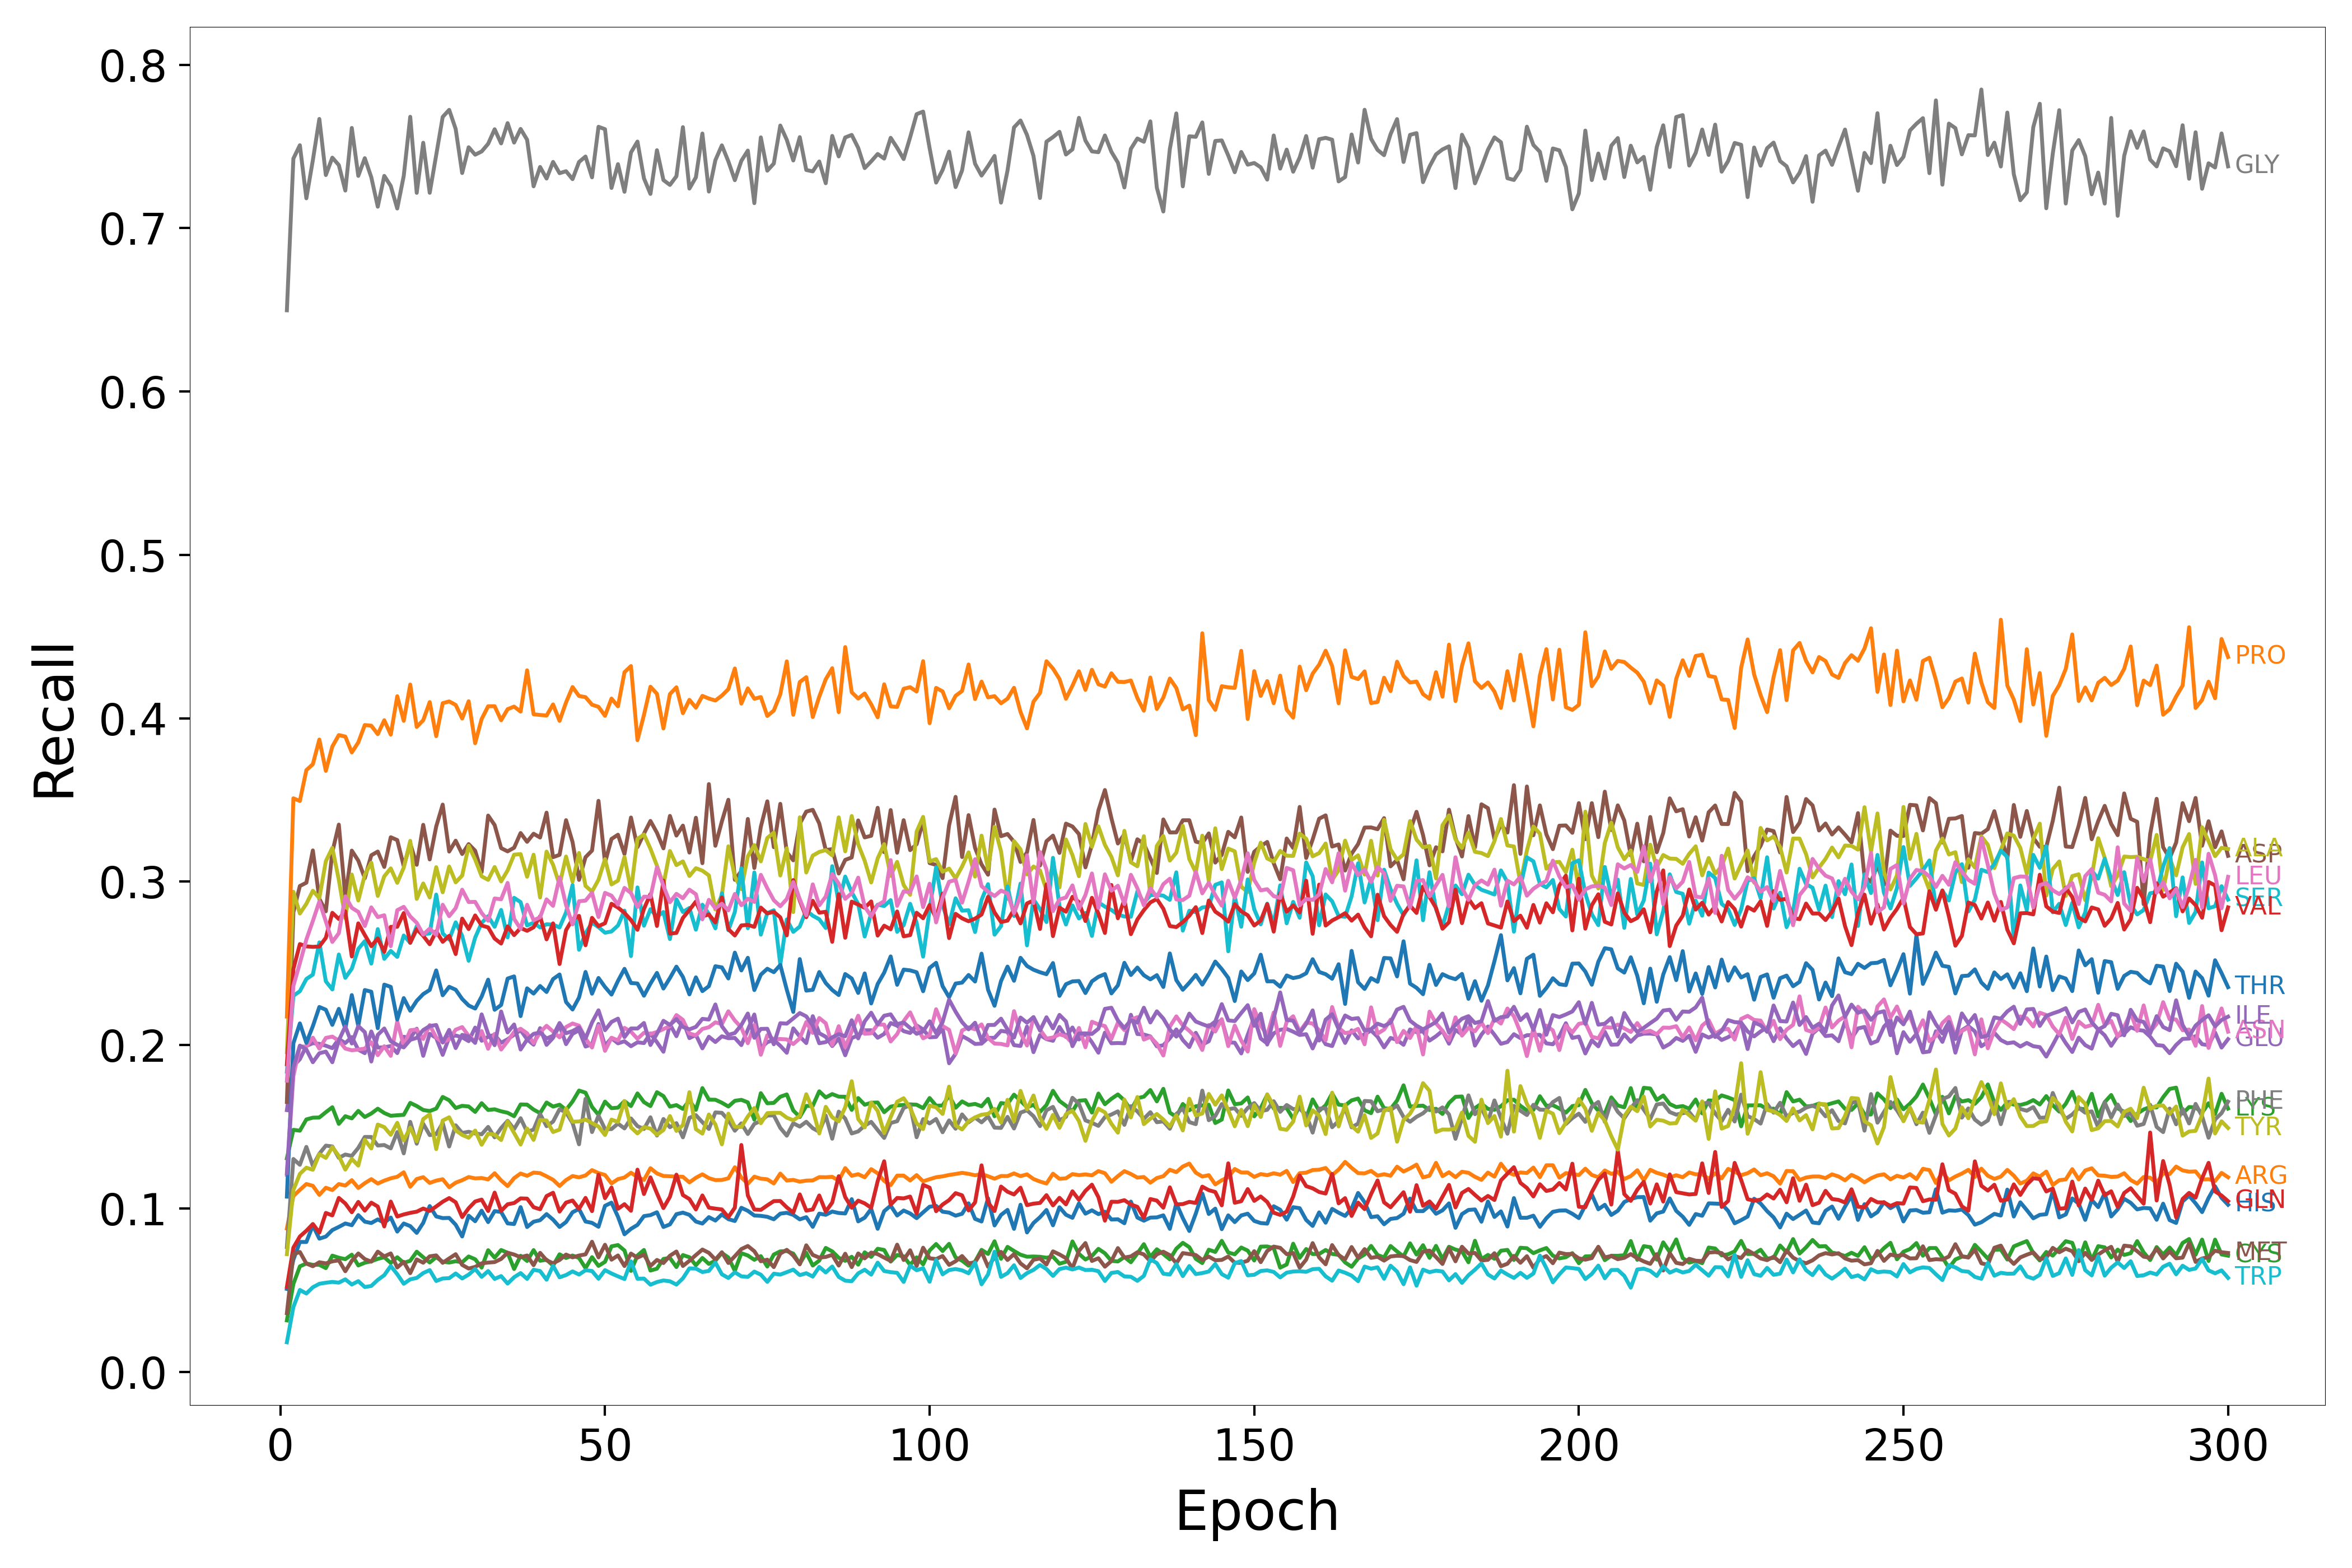 0.8
0.7
0.6
0.5
0.4
0.3
0.2
0.1
0.0
Recall
0
50
100
150
200
250
300
Epoch
GLY
PRO
ALA
ASP
LEU
SER
VAL
THR
ILE
ASN
GLU
PHE
LYS
TYR
ARG
GLN
HIS
MET
CYS
TRP